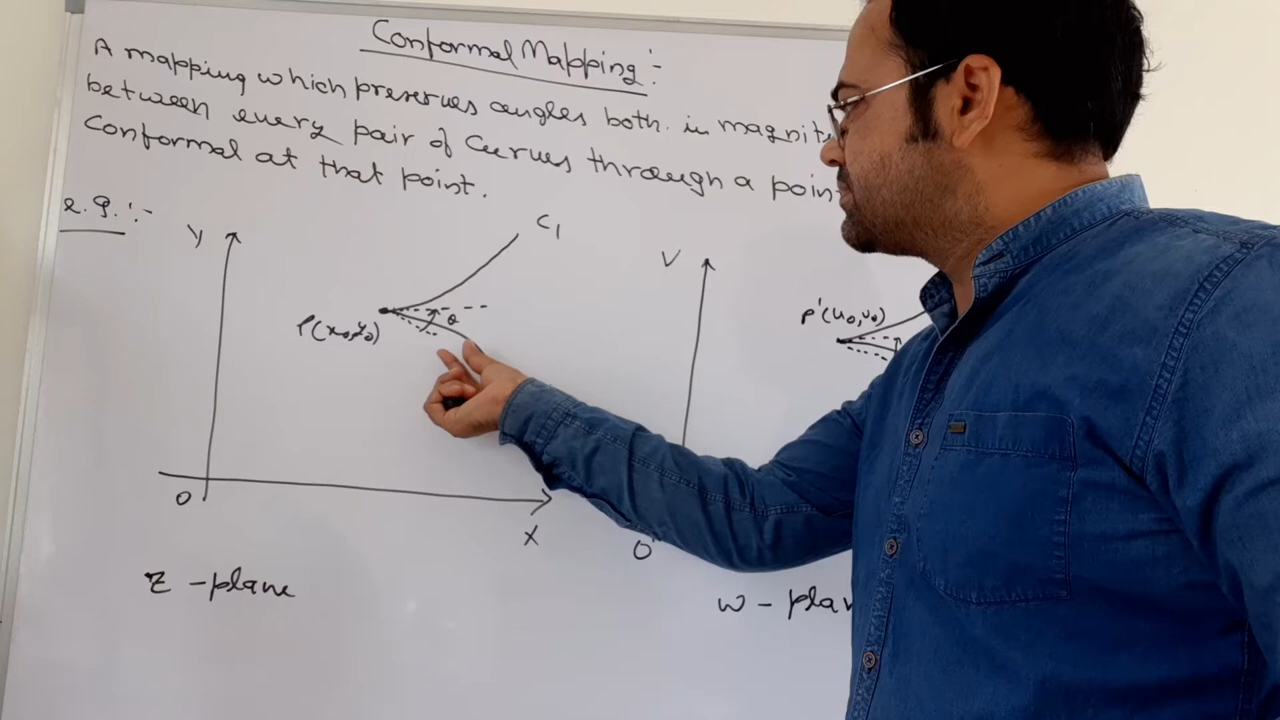 Conformal Mapping :-
A mapping which preserves angles both in magnit
between every pair of curves through a poin
Conformal at that point.
e.g. :-
Y
C1
V
P(x0,y0)
θ
P'(u0,v0)
O
X
O'
z - plane
w - plan